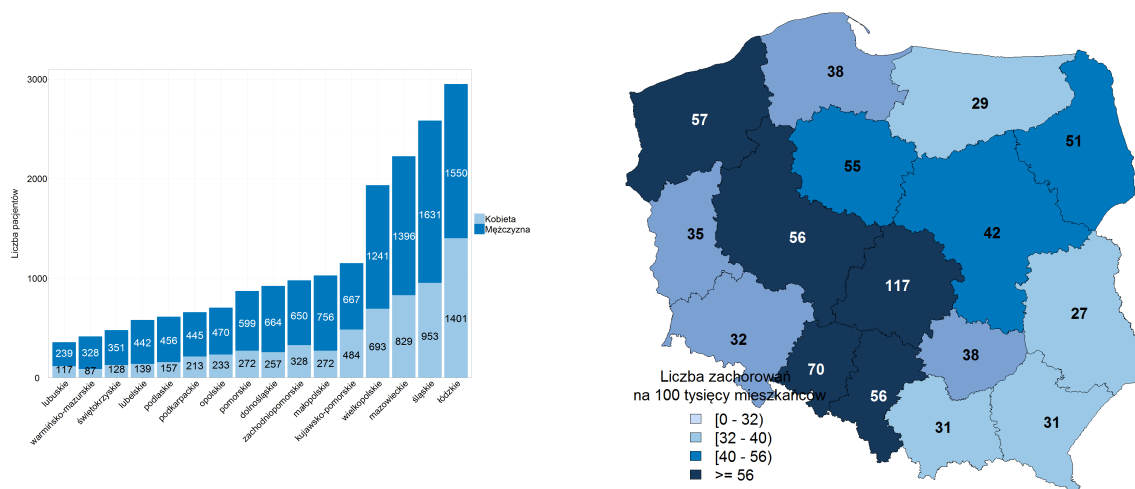 3000
2000
1000
0
Liczba pacjentów
239 328 351 442 456 445 470 599 664 650 756 667 1241 1396 1631 1550
117 87 128 139 157 213 233 272 257 328 272 484 693 829 953 1401
lubuskie
warmińsko-mazurskie
świętokrzyskie
lubelskie
podlaskie
podkarpackie
opolskie
pomorskie
dolnośląskie
zachodniopomorskie
małopolskie
kujawsko-pomorskie
wielkopolskie
mazowieckie
śląskie
łódzkie
Kobieta
Mężczyzna
38
29
57
51
55
35
56
42
117
27
32
38
70
56
31
31
Liczba zachorowań
na 100 tysięcy mieszkańców
[0 - 32)
[32 - 40)
[40 - 56)
>= 56